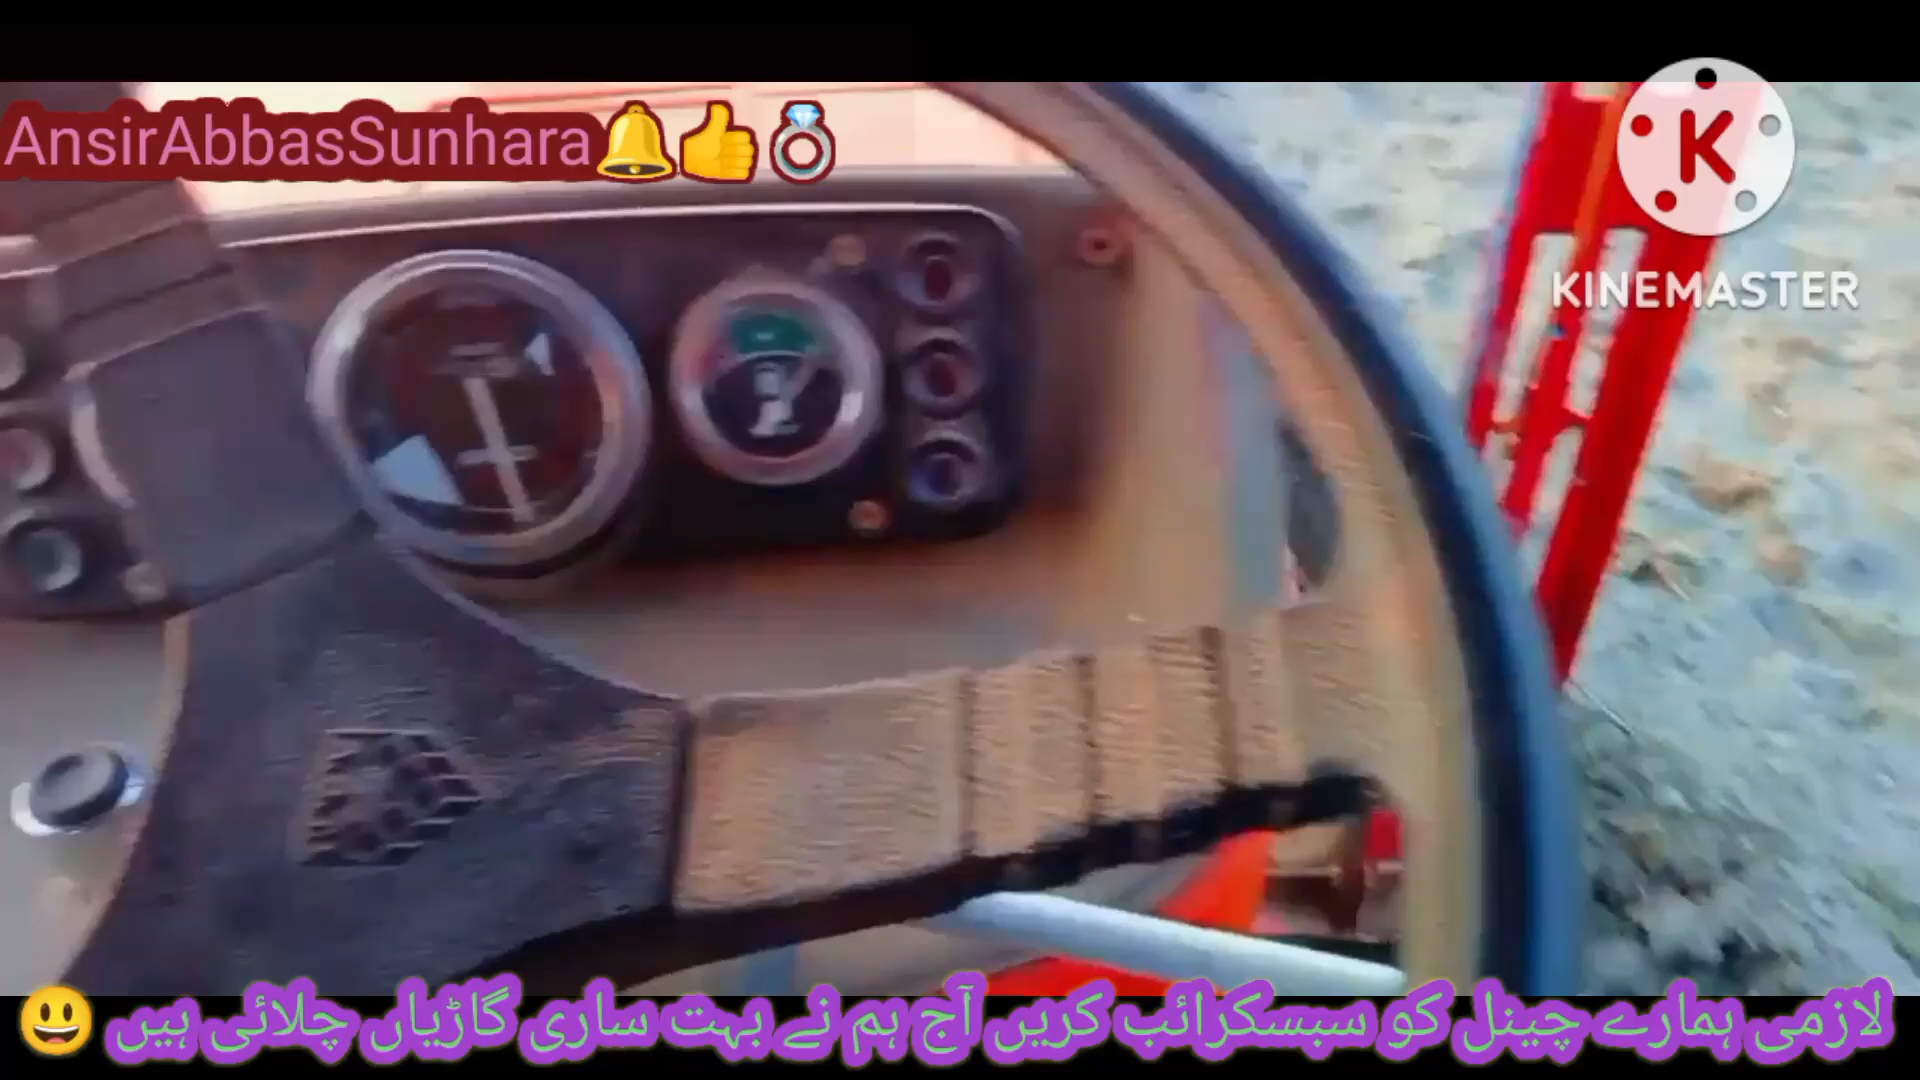 AnsirAbbasSunhara🔔👍💍
K
KINEMASTER
لازمی ہمارے چینل کو سبسکرائب کریں آج ہم نے بہت ساری گاڑیاں چلائی ہیں 😃